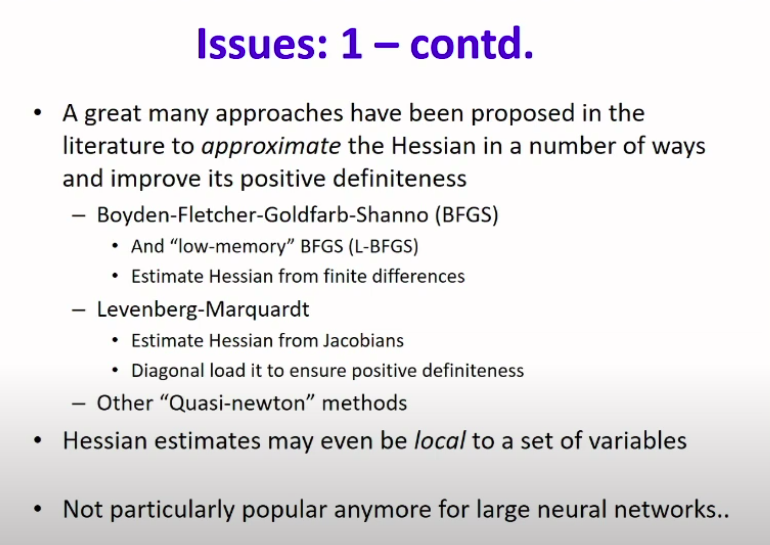 Issues: 1 – contd.
• A great many approaches have been proposed in the
literature to approximate the Hessian in a number of ways
and improve its positive definiteness
– Boyden-Fletcher-Goldfarb-Shanno (BFGS)
• And “low-memory” BFGS (L-BFGS)
• Estimate Hessian from finite differences
– Levenberg-Marquardt
• Estimate Hessian from Jacobians
• Diagonal load it to ensure positive definiteness
– Other “Quasi-newton” methods
• Hessian estimates may even be local to a set of variables
• Not particularly popular anymore for large neural networks..